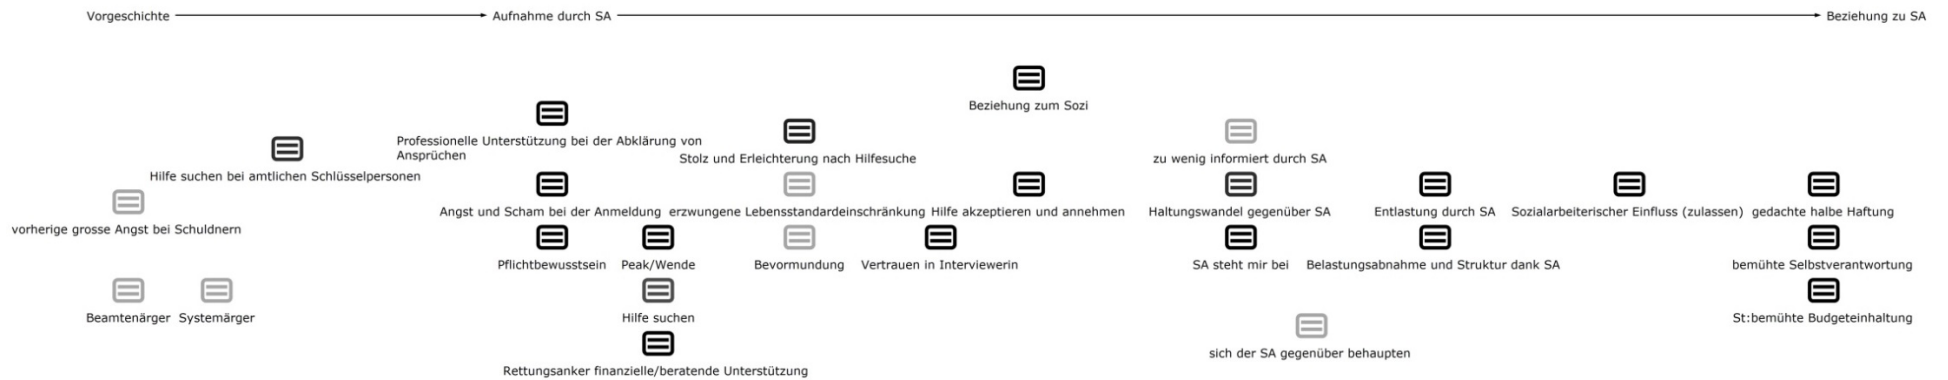 Vorgeschichte
Aufnahme durch SA
Beziehung zu SA
Beziehung zum Sozi
Professionelle Unterstützung bei der Abklärung von
Ansprüchen
Stolz und Erleichterung nach Hilfesuche
zu wenig informiert durch SA
Hilfe suchen bei amtlichen Schlüsselpersonen
Angst und Scham bei der Anmeldung
erzwungene Lebensstandardeinschränkung
Hilfe akzeptieren und annehmen
Haltungswandel gegenüber SA
Entlastung durch SA
Sozialarbeiterischer Einfluss (zulassen)
gedachte halbe Haftung
vorherige grosse Angst bei Schuldnern
Pflichtbewusstsein
Peak/Wende
Bevormundung
Vertrauen in Interviewerin
SA steht mir bei
Belastungsabnahme und Struktur dank SA
bemühte Selbstverantwortung
Beamtenärger
Systemärger
Hilfe suchen
St:bemühte Budgeteinhaltung
sich der SA gegenüber behaupten
Rettungsanker finanzielle/beratende Unterstützung